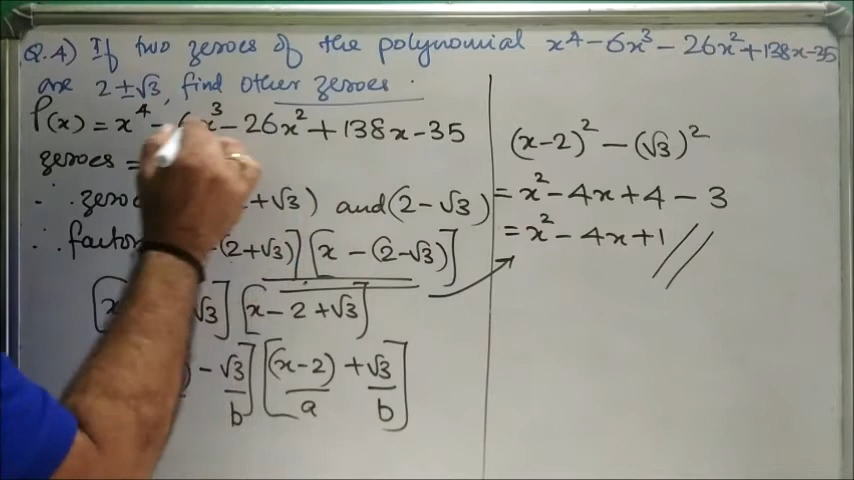 Q.4) If two zeroes of the polynomial x⁴ - 6x³ - 26x² + 138x - 35
are 2 ± √3, find other zeroes.
P(x) = x⁴ - 6x³ - 26x² + 138x - 35
zeroes =
∴ + √3) and (2 - √3)
∴ - (2+√3)] [x - (2-√3)]
[x √3] [x - 2 + √3]
) - √3] [(x-2) + √3]
b a b
(x-2)² - (√3)²
= x² - 4x + 4 - 3
= x² - 4x + 1 //